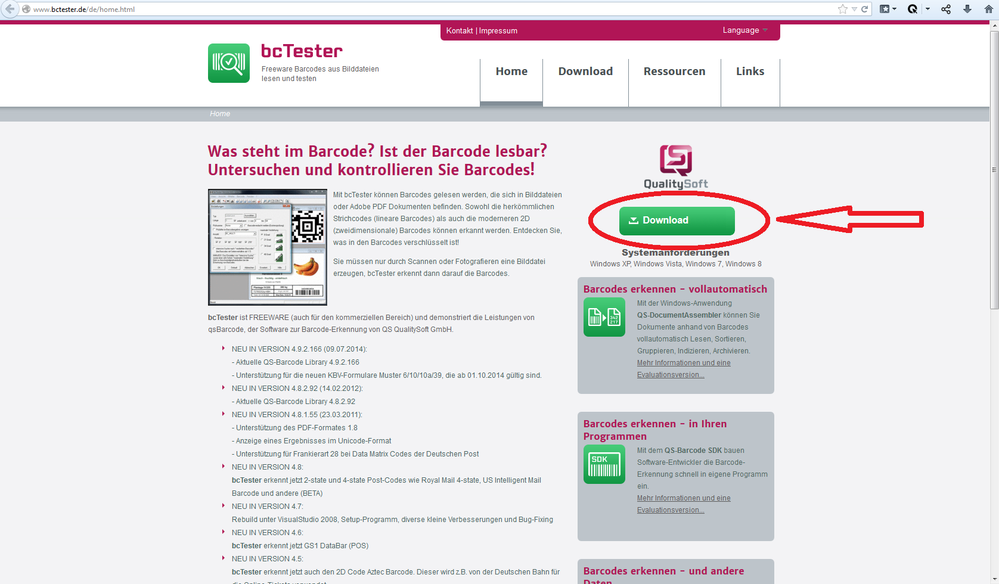 www.bctester.de/de/home.html
Kontakt | Impressum
Language
bcTester
Freeware Barcodes aus Bilddateien
lesen und testen
Home
Download
Ressourcen
Links
Home
Was steht im Barcode? Ist der Barcode lesbar?
Untersuchen und kontrollieren Sie Barcodes!
Mit bcTester können Barcodes gelesen werden, die sich in Bilddateien
oder Adobe PDF Dokumenten befinden. Sowohl die herkömmlichen
Strichcodes (lineare Barcodes) als auch die moderneren 2D
(zweidimensionale) Barcodes können erkannt werden. Entdecken Sie,
was in den Barcodes verschlüsselt ist!
Sie müssen nur durch Scannen oder Fotografieren eine Bilddatei
erzeugen, bcTester erkennt dann darauf die Barcodes.
bcTester ist FREEWARE (auch für den kommerziellen Bereich) und demonstriert die Leistungen von
qsBarcode, der Software zur Barcode-Erkennung von QS QualitySoft GmbH.
NEU IN VERSION 4.9.2.166 (09.07.2014):
- Aktuelle QS-Barcode Library 4.9.2.166
- Unterstützung für die neuen KBV-Formulare Muster 6/10/10a/39, die ab 01.10.2014 gültig sind.
NEU IN VERSION 4.8.2.92 (14.02.2012):
- Aktuelle QS-Barcode Library 4.8.2.92
NEU IN VERSION 4.8.1.55 (23.03.2011):
- Unterstützung des PDF-Formates 1.8
- Anzeige eines Ergebnisses im Unicode-Format
- Unterstützung für Frankierart 28 bei Data Matrix Codes der Deutschen Post
NEU IN VERSION 4.8:
bcTester erkennt jetzt 2-state und 4-state Post-Codes wie Royal Mail 4-state, US Intelligent Mail
Barcode und andere (BETA)
NEU IN VERSION 4.7:
Rebuild unter VisualStudio 2008, Setup-Programm, diverse kleine Verbesserungen und Bug-Fixing
NEU IN VERSION 4.6:
bcTester erkennt jetzt GS1 DataBar (POS)
NEU IN VERSION 4.5:
bcTester erkennt jetzt auch den 2D Code Aztec Barcode. Dieser wird z.B. von der Deutschen Bahn für
QualitySoft
Download
Systemanforderungen
Windows XP, Windows Vista, Windows 7, Windows 8
Barcodes erkennen - vollautomatisch
342
217
Mit der Windows-Anwendung
QS-DocumentAssembler können Sie
Dokumente anhand von Barcodes
vollautomatisch Lesen, Sortieren,
Gruppieren, Indizieren, Archivieren.
Mehr Informationen und eine
Evaluationsversion...
Barcodes erkennen - in Ihren
Programmen
SDK
Mit dem QS-Barcode SDK bauen
Software-Entwickler die Barcode-
Erkennung schnell in eigene Programm
ein.
Mehr Informationen und eine
Evaluationsversion...
Barcodes erkennen - und andere
Daten